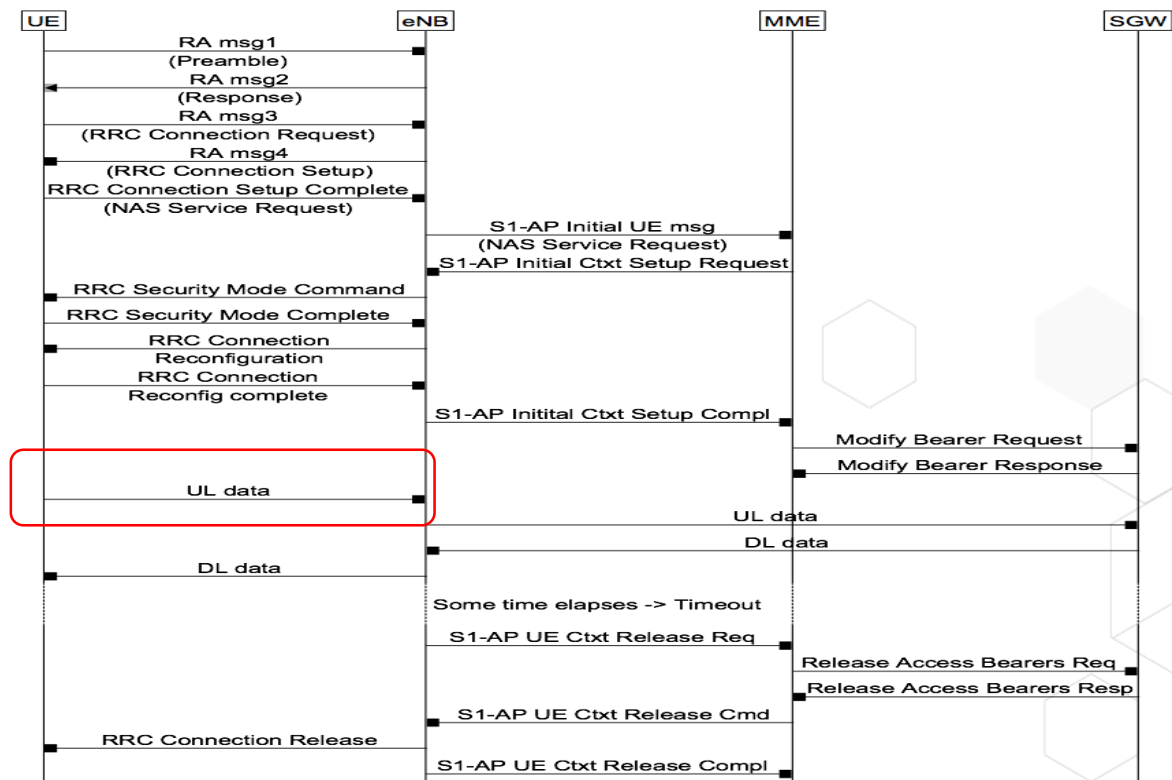 UE eNB MME SGW
RA msg1
(Preamble)
RA msg2
(Response)
RA msg3
(RRC Connection Request)
RA msg4
(RRC Connection Setup)
RRC Connection Setup Complete
(NAS Service Request)
S1-AP Initial UE msg
(NAS Service Request)
S1-AP Initial Ctxt Setup Request
RRC Security Mode Command
RRC Security Mode Complete
RRC Connection
Reconfiguration
RRC Connection
Reconfig complete
S1-AP Initital Ctxt Setup Compl
Modify Bearer Request
Modify Bearer Response
UL data
UL data
DL data
DL data
Some time elapses -> Timeout
S1-AP UE Ctxt Release Req
Release Access Bearers Req
Release Access Bearers Resp
S1-AP UE Ctxt Release Cmd
RRC Connection Release
S1-AP UE Ctxt Release Compl